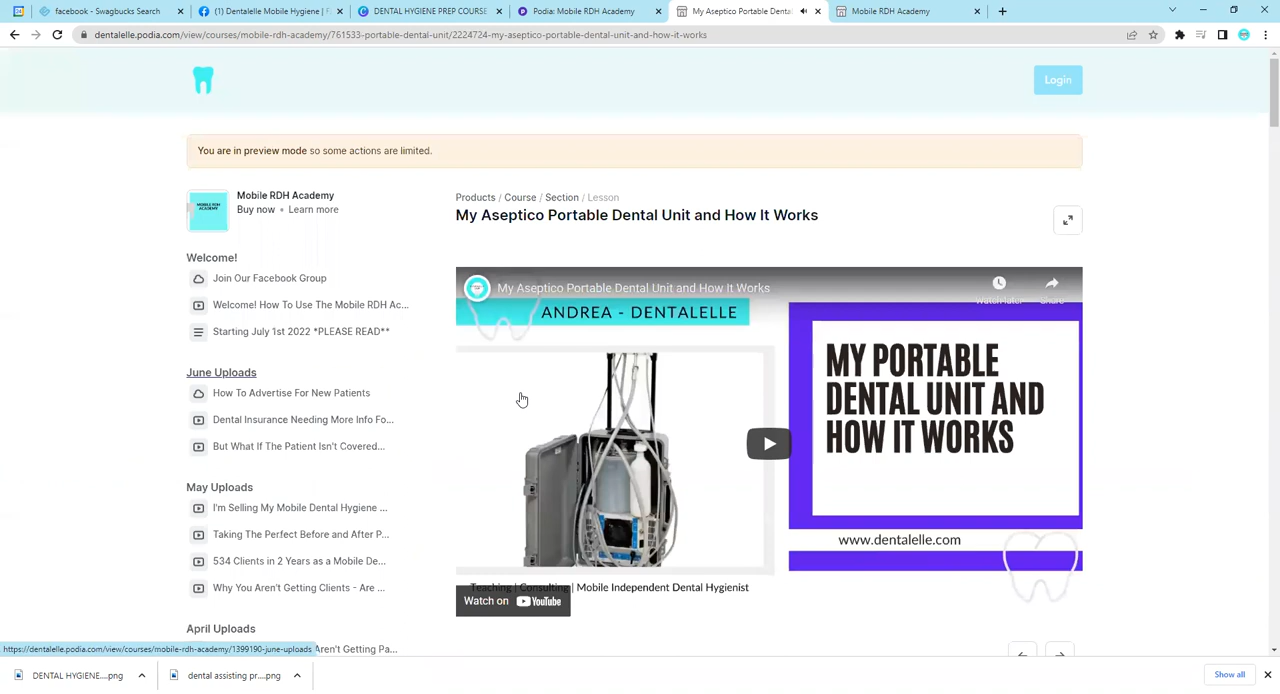 facebook - Swagbucks Search
(1) Dentalelle Mobile Hygiene | F
DENTAL HYGIENE PREP COURSE
Podia: Mobile RDH Academy
My Aseptico Portable Dental
Mobile RDH Academy
dentalelle.podia.com/view/courses/mobile-rdh-academy/761533-portable-dental-unit/2224724-my-aseptico-portable-dental-unit-and-how-it-works
Login
You are in preview mode so some actions are limited.
MOBILE RDH
ACADEMY
Mobile RDH Academy
Buy now • Learn more
Welcome!
Join Our Facebook Group
Welcome! How To Use The Mobile RDH Ac...
Starting July 1st 2022 *PLEASE READ**
June Uploads
How To Advertise For New Patients
Dental Insurance Needing More Info Fo...
But What If The Patient Isn't Covered...
May Uploads
I'm Selling My Mobile Dental Hygiene ...
Taking The Perfect Before and After P...
534 Clients in 2 Years as a Mobile De...
Why You Aren't Getting Clients - Are ...
April Uploads
Aren't Getting Pa...
Products / Course / Section / Lesson
My Aseptico Portable Dental Unit and How It Works
My Aseptico Portable Dental Unit and How It Works
Watch later
Share
ANDREA - DENTALELLE
MY PORTABLE
DENTAL UNIT AND
HOW IT WORKS
www.dentalelle.com
Teaching | Consulting | Mobile Independent Dental Hygienist
Watch on YouTube
https://dentalelle.podia.com/view/courses/mobile-rdh-academy/1399190-june-uploads
DENTAL HYGIENE....png
dental assisting pr....png
Show all